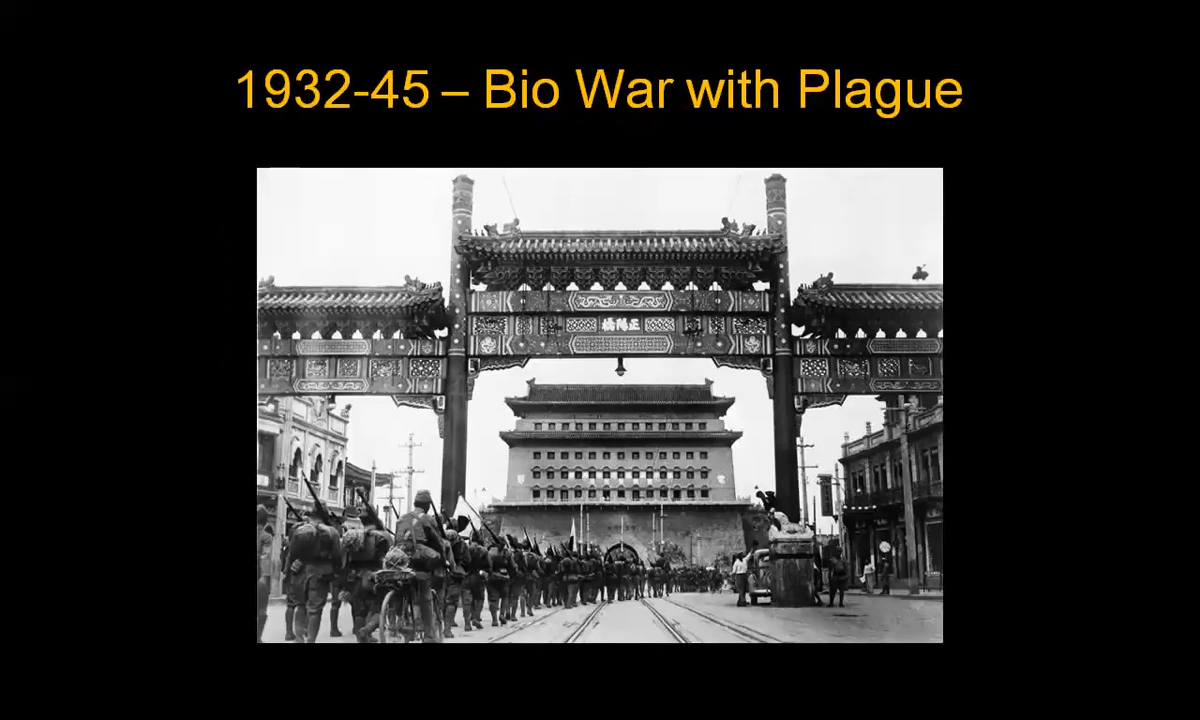 1932-45 – Bio War with Plague
橋陽正